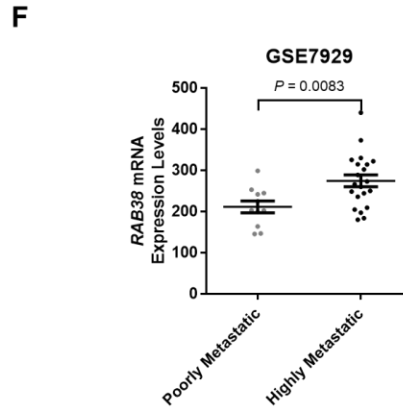 F
GSE7929
P = 0.0083
500
400
300
200
100
0
RAB38 mRNA
Expression Levels
Poorly Metastatic
Highly Metastatic